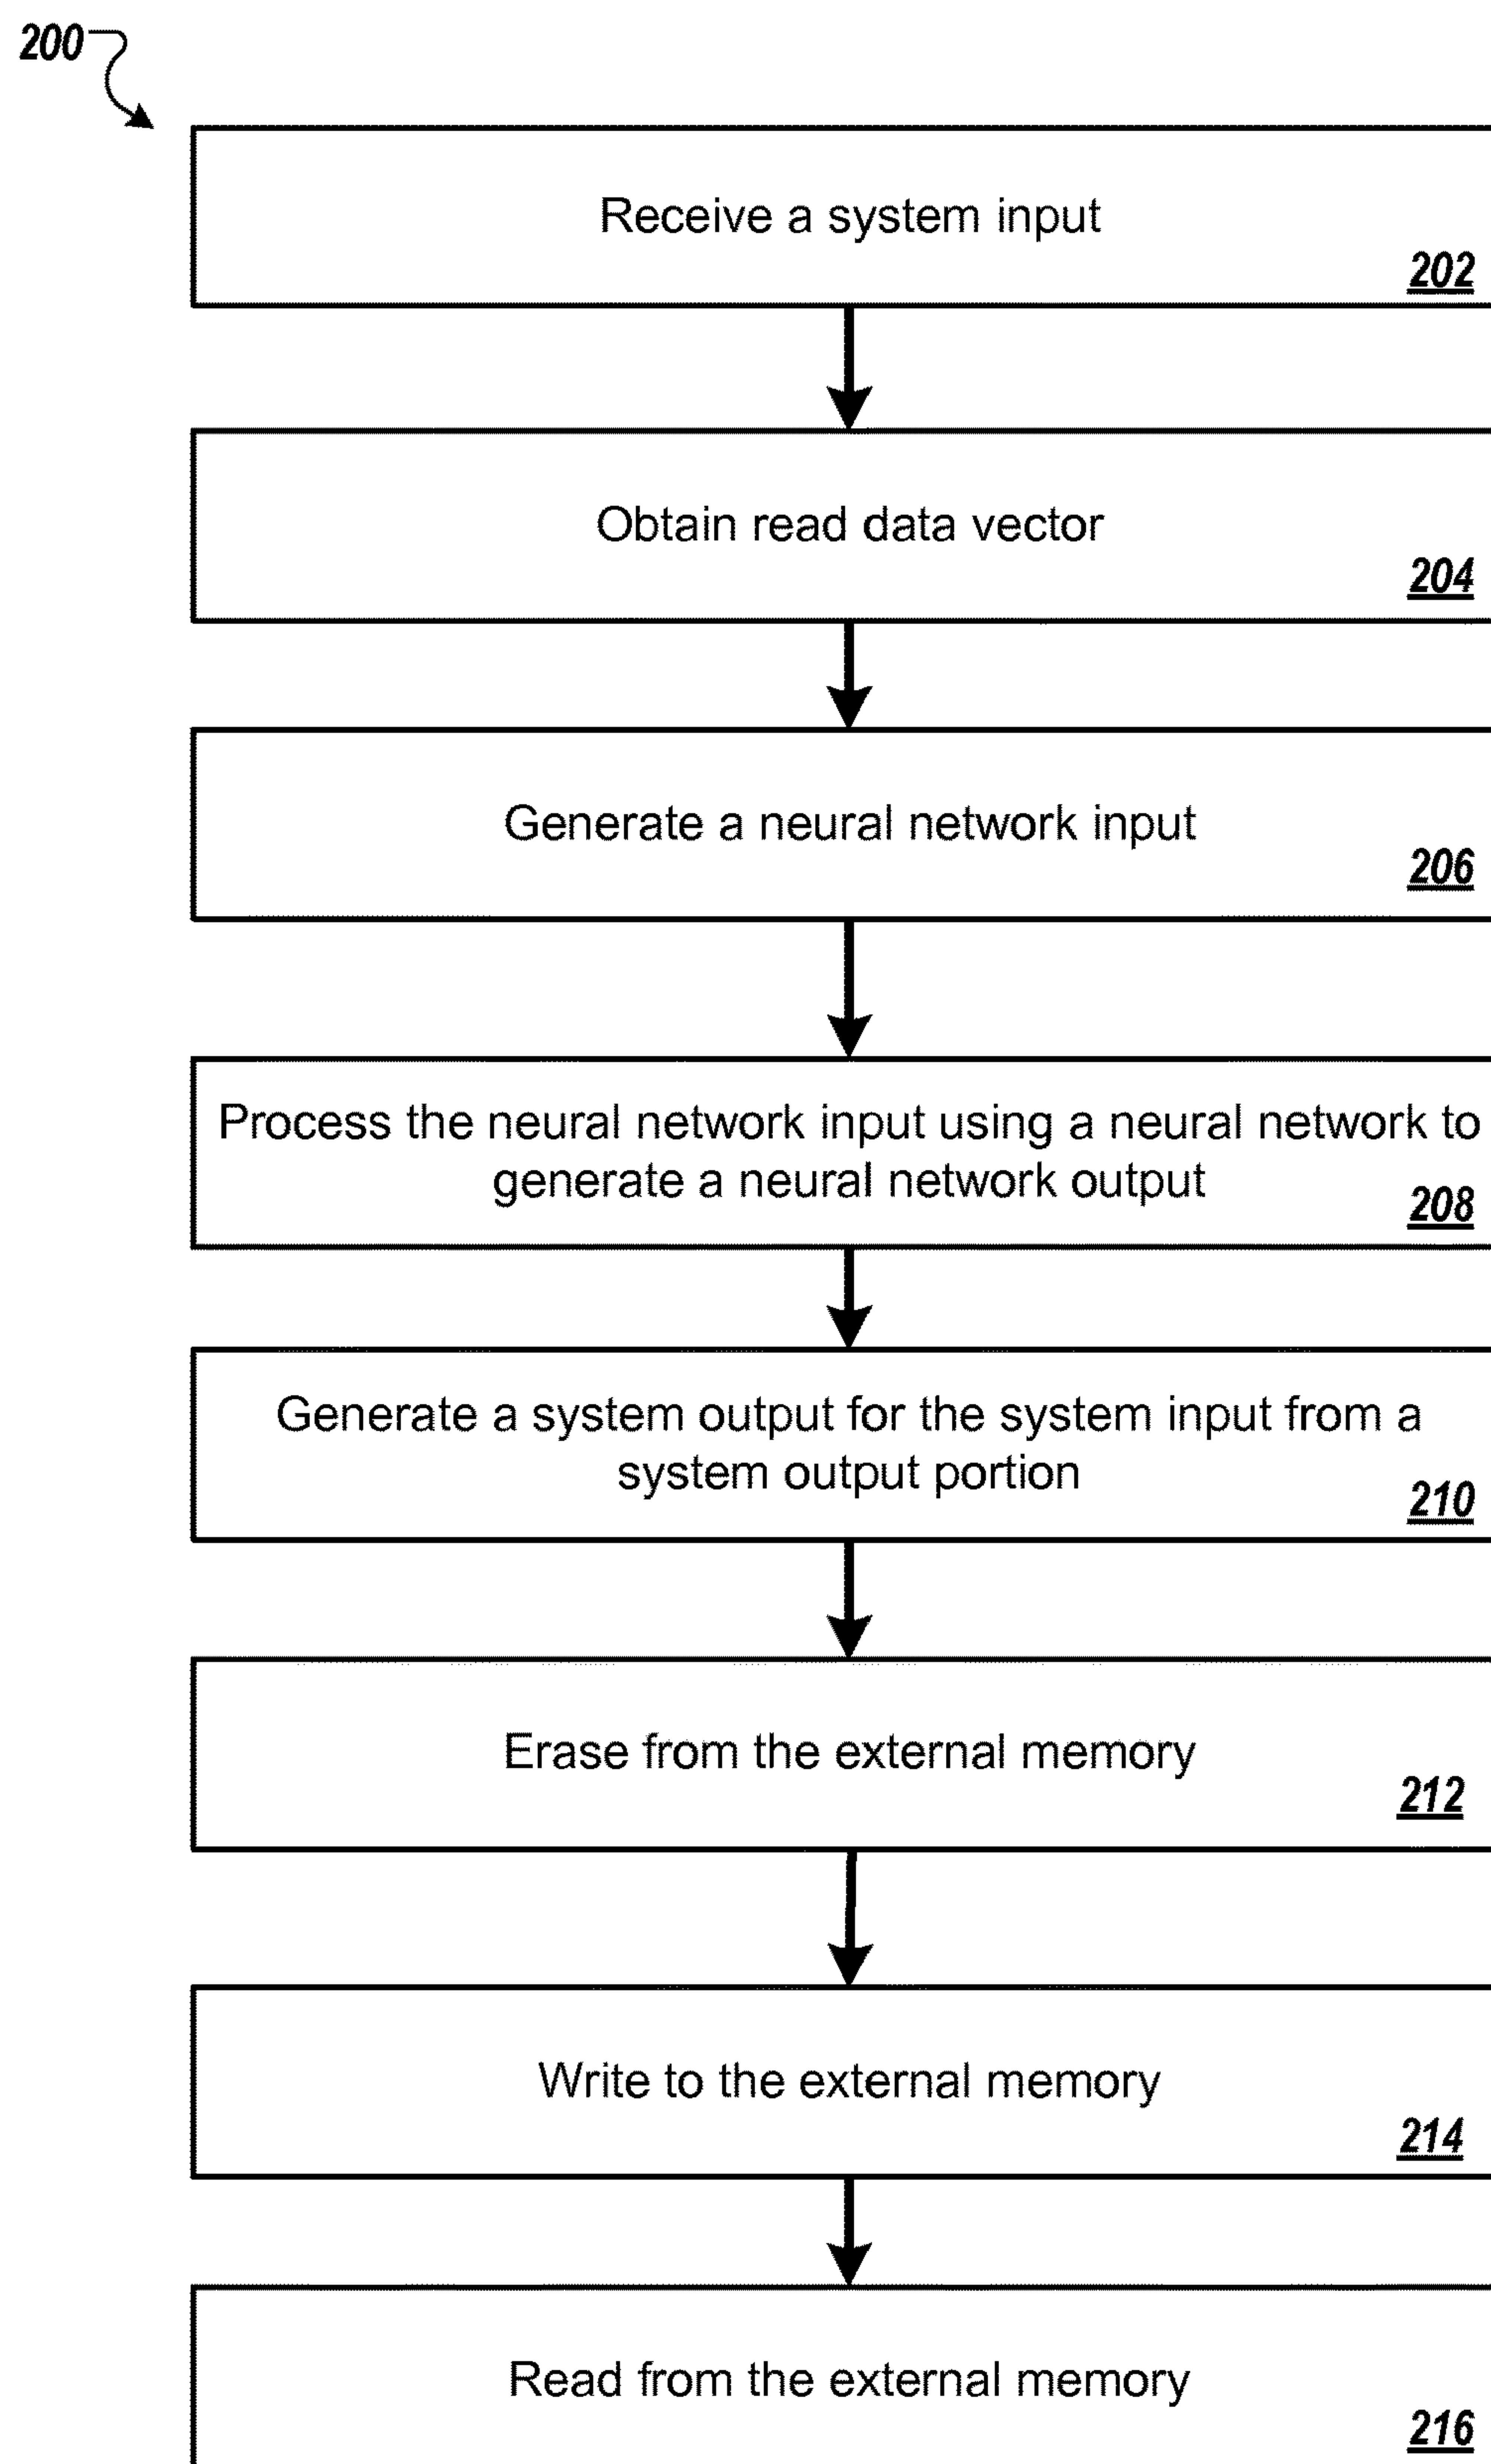 200
Receive a system input
202
Obtain read data vector
204
Generate a neural network input
206
Process the neural network input using a neural network to
generate a neural network output
208
Generate a system output for the system input from a
system output portion
210
Erase from the external memory
212
Write to the external memory
214
Read from the external memory
216